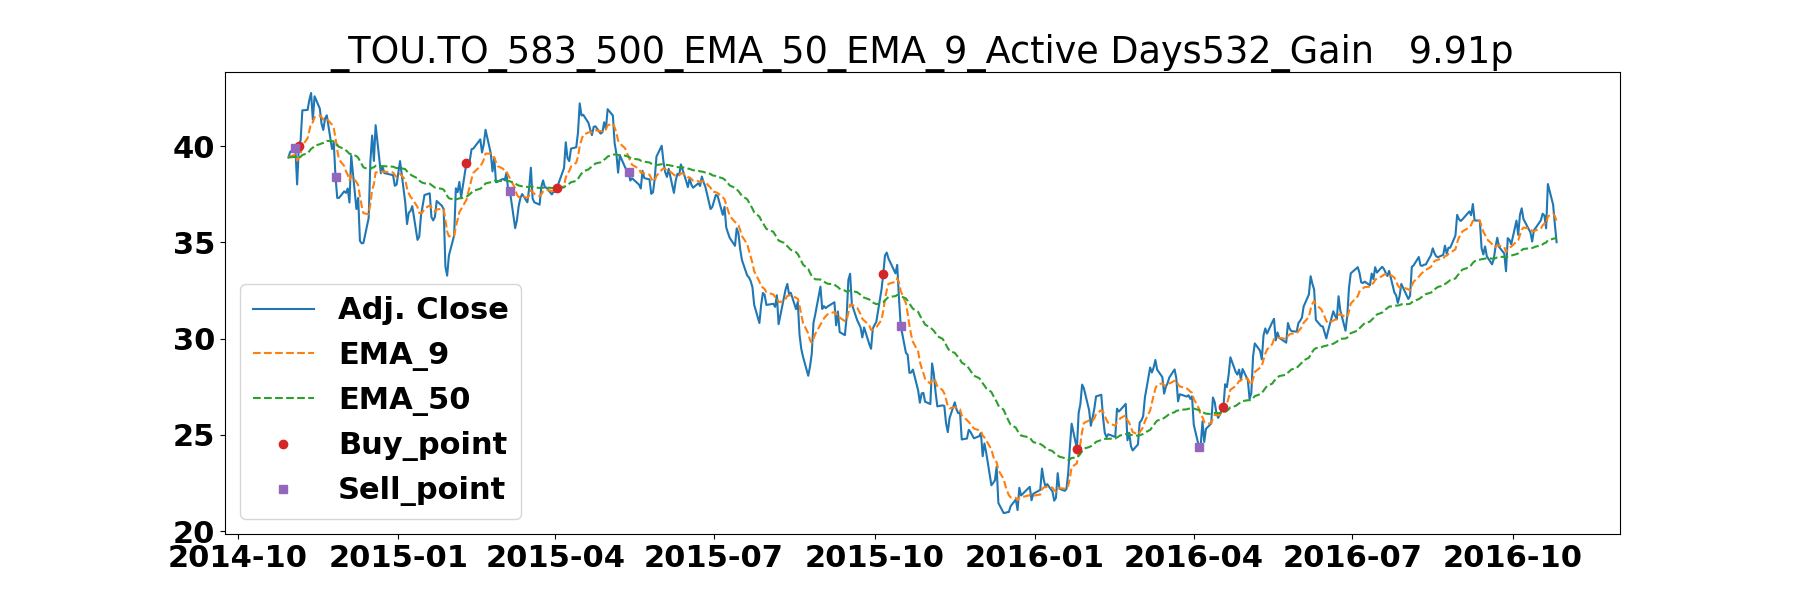 _TOU.TO_583_500_EMA_50_EMA_9_Active Days532_Gain   9.91p
40
35
30
25
20
Adj. Close
EMA_9
EMA_50
Buy_point
Sell_point
2014-10 2015-01 2015-04 2015-07 2015-10 2016-01 2016-04 2016-07 2016-10